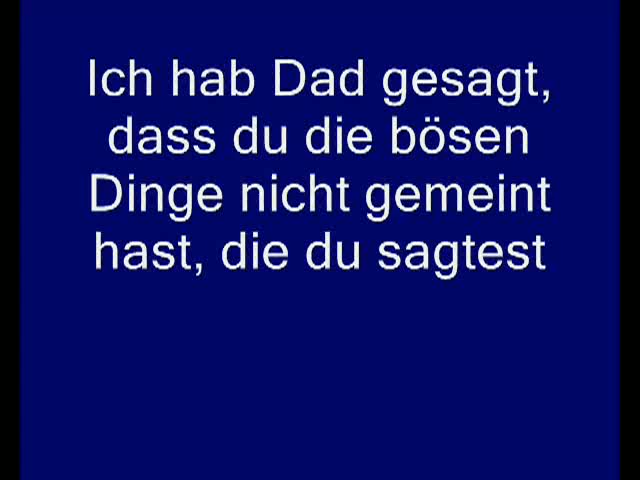 Ich hab Dad gesagt,
dass du die bösen
Dinge nicht gemeint
hast, die du sagtest